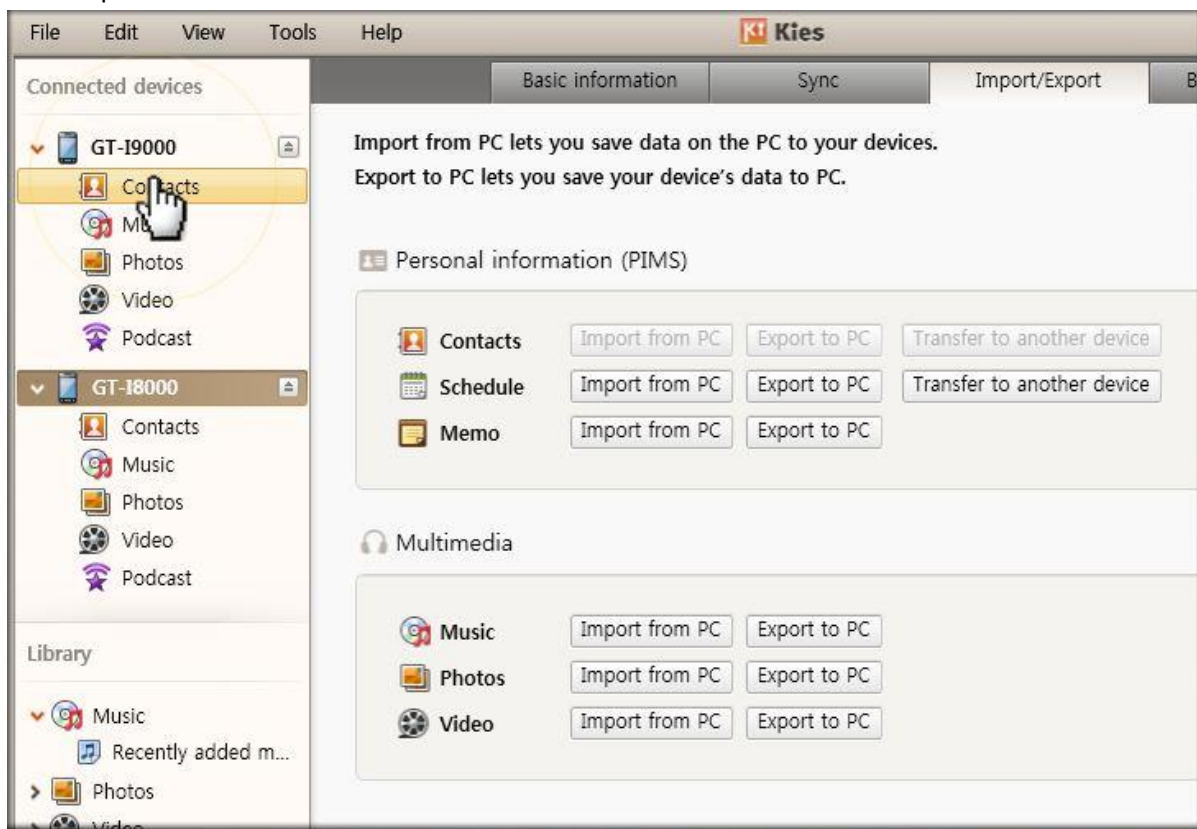 File Edit View Tools Help Kies
Connected devices
GT-I9000
Contacts
Photos
Video
Podcast
GT-I8000
Contacts
Music
Photos
Video
Podcast
Library
Music
Recently added m...
Photos
Video
Basic information Sync Import/Export B
Import from PC lets you save data on the PC to your devices.
Export to PC lets you save your device's data to PC.
Personal information (PIMS)
Contacts Import from PC Export to PC Transfer to another device
Schedule Import from PC Export to PC Transfer to another device
Memo Import from PC Export to PC
Multimedia
Music Import from PC Export to PC
Photos Import from PC Export to PC
Video Import from PC Export to PC